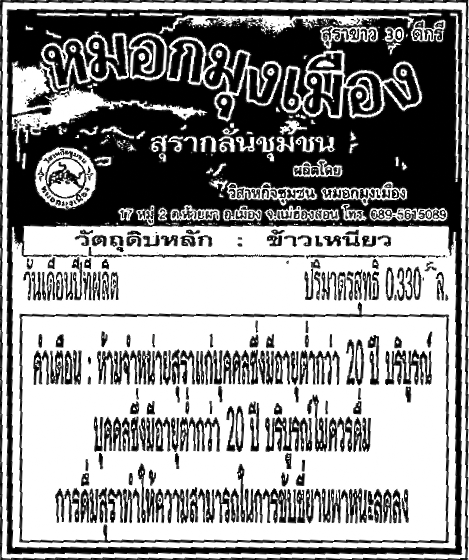 สุราขาว 30 ดีกรี
หมอกมุงเมือง
สุรากลั่นชุมชน
ผลิตโดย
วิสาหกิจชุมชน หมอกมุงเมือง
17 หมู่ 2 ต.ห้วยผา อ.เมือง จ.แม่ฮ่องสอน โทร. 089-5615089
วัตถุดิบหลัก : ข้าวเหนียว
วันเดือนปีที่ผลิต ปริมาตรสุทธิ 0.330 ล.
คำเตือน : ห้ามจำหน่ายสุราแก่บุคคลซึ่งมีอายุต่ำกว่า 20 ปี บริบูรณ์
บุคคลซึ่งมีอายุต่ำกว่า 20 ปี บริบูรณ์ไม่ควรดื่ม
การดื่มสุราทำให้ความสามารถในการขับขี่ยานพาหนะลดลง